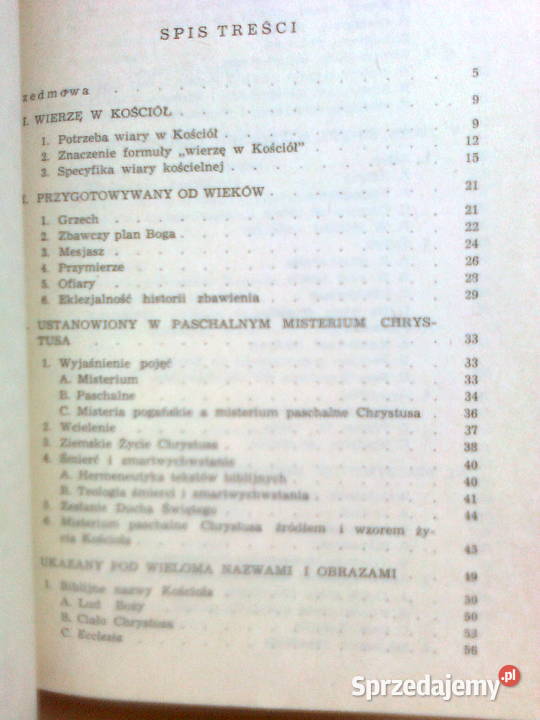 SPIS TREŚCI
zedmowa . . . . . . . . . . . . 5
I. WIERZĘ W KOŚCIÓŁ . . . . . . . . . 9
1. Potrzeba wiary w Kościół . . . . . . . . 9
2. Znaczenie formuły „wierzę w Kościół” . . . . . 12
3. Specyfika wiary kościelnej . . . . . . . . 15
I. PRZYGOTOWYWANY OD WIEKÓW . . . . . . 21
1. Grzech . . . . . . . . . . . 21
2. Zbawczy plan Boga . . . . . . . . . 22
3. Mesjasz . . . . . . . . . . . 24
4. Przymierze . . . . . . . . . . 26
5. Ofiary . . . . . . . . . . . 28
6. Eklezjalność historii zbawienia . . . . . . 29
USTANOWIONY W PASCHALNYM MISTERIUM CHRYS-
TUSA . . . . . . . . . . . . 33
1. Wyjaśnienie pojęć . . . . . . . . . 33
A. Misterium . . . . . . . . . . 33
B. Paschalne . . . . . . . . . . 34
C. Misteria pogańskie a misterium paschalne Chrystusa . 36
2. Wcielenie . . . . . . . . . . . 37
3. Ziemskie Życie Chrystusa . . . . . . . . 38
4. Śmierć i zmartwychwstanie . . . . . . . 40
A. Hermeneutyka tekstów biblijnych . . . . . 40
B. Teologia śmierci i zmartwychwstania . . . . 41
5. Zesłanie Ducha Świętego . . . . . . . . 44
6. Misterium paschalne Chrystusa źródłem i wzorem ży-
cia Kościoła . . . . . . . . . . 45
UKAZANY POD WIELOMA NAZWAMI I OBRAZAMI . . 49
1. Biblijne nazwy Kościoła . . . . . . . . 50
A. Lud Boży . . . . . . . . . . 50
B. Ciało Chrystusa . . . . . . . . . 53
C. Ecclesia . . . . . . . . . . 56
Sprzedajemy.pl